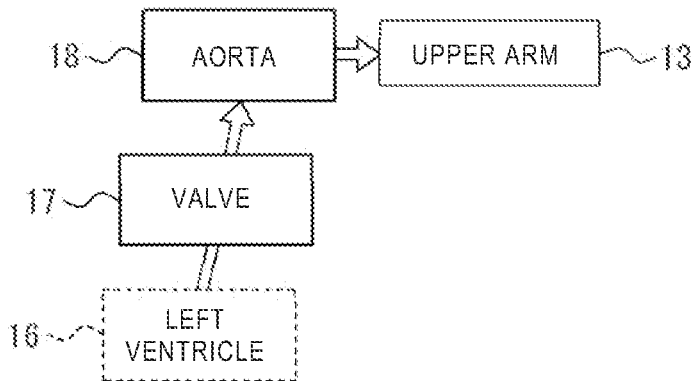 18
AORTA
UPPER ARM
13
17
VALVE
16
LEFT
VENTRICLE